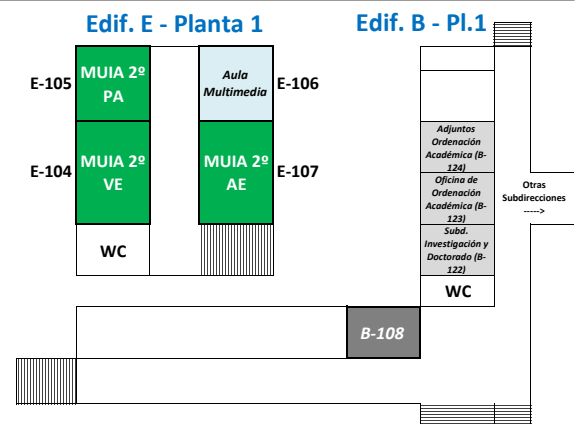 Edif. E - Planta 1
Edif. B - Pl.1
E-105
MUIA 2º
PA
Aula
Multimedia
E-106
E-104
MUIA 2º
VE
MUIA 2º
AE
E-107
WC
Adjuntos
Ordenación
Académica (B-
124)
Oficina de
Ordenación
Académica (B-
123)
Subd.
Investigación y
Doctorado (B-
122)
WC
Otras
Subdirecciones
----->
B-108